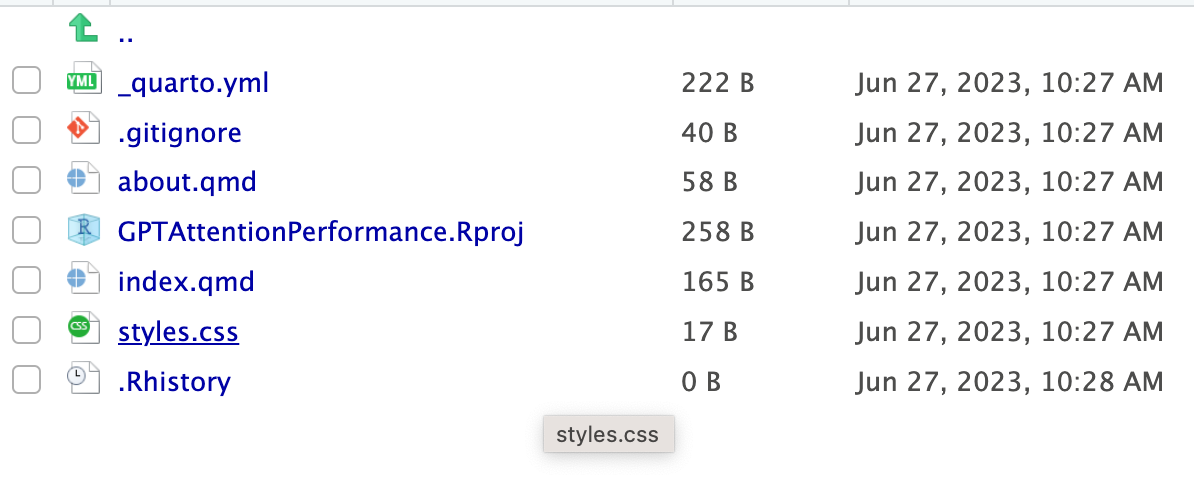 ..
YML _quarto.yml 222 B Jun 27, 2023, 10:27 AM
.gitignore 40 B Jun 27, 2023, 10:27 AM
about.qmd 58 B Jun 27, 2023, 10:27 AM
R GPTAttentionPerformance.Rproj 258 B Jun 27, 2023, 10:27 AM
index.qmd 165 B Jun 27, 2023, 10:27 AM
CSS styles.css 17 B Jun 27, 2023, 10:27 AM
.Rhistory 0 B Jun 27, 2023, 10:28 AM
styles.css